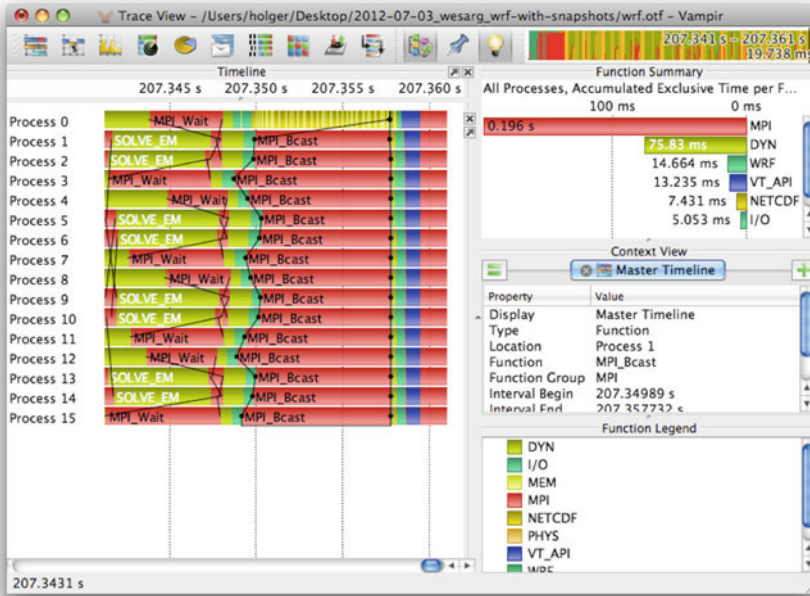 Trace View - /Users/holger/Desktop/2012-07-03_wesarg_wrf-with-snapshots/wrf.otf - Vampir
207.341 s - 207.361 s
19.738 m
Timeline
207.345 s 207.350 s 207.355 s 207.360 s
Process 0 MPI_Wait
Process 1 SOLVE_EM MPI_Bcast
Process 2 SOLVE_EM MPI_Bcast
Process 3 MPI_Wait MPI_Bcast
Process 4 MPI_Wait MPI_Bcast
Process 5 SOLVE_EM MPI_Bcast
Process 6 SOLVE_EM MPI_Bcast
Process 7 MPI_Wait MPI_Bcast
Process 8 MPI_Wait MPI_Bcast
Process 9 SOLVE_EM MPI_Bcast
Process 10 SOLVE_EM MPI_Bcast
Process 11 MPI_Wait MPI_Bcast
Process 12 MPI_Wait MPI_Bcast
Process 13 SOLVE_EM MPI_Bcast
Process 14 SOLVE_EM MPI_Bcast
Process 15 MPI_Wait MPI_Bcast
207.3431 s
Function Summary
All Processes, Accumulated Exclusive Time per F...
100 ms 0 ms
0.196 s MPI
75.83 ms DYN
14.664 ms WRF
13.235 ms VT_API
7.431 ms NETCDF
5.053 ms I/O
Context View
Master Timeline
Property Value
Display Master Timeline
Type Function
Location Process 1
Function MPI_Bcast
Function Group MPI
Interval Begin 207.34989 s
Interval End 207.357732 s
Function Legend
DYN
I/O
MEM
MPI
NETCDF
PHYS
VT_API
WRF